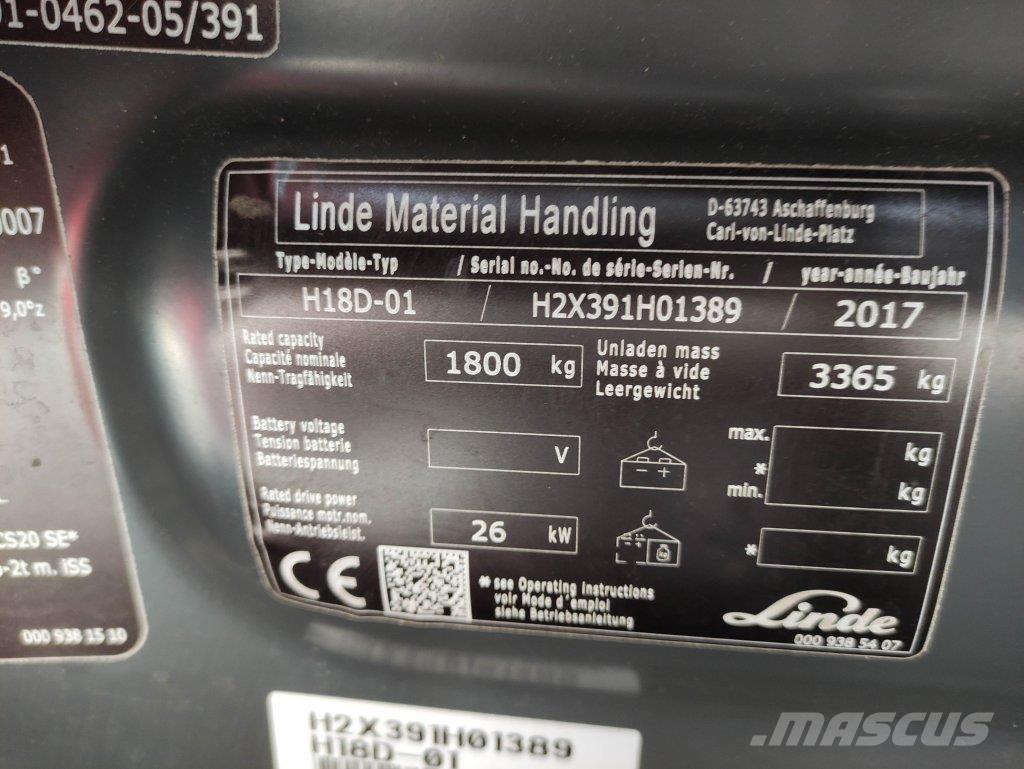 01-0462-05/391
1
0007
β°
9,0°z
CS20 SE*
-2t m. iSS
000 938 15 10
Linde Material Handling
D-63743 Aschaffenburg
Carl-von-Linde-Platz
Type-Modèle-Typ / Serial no.-No. de série-Serien-Nr. / year-année-Baujahr
H18D-01 / H2X391H01389 / 2017
Rated capacity
Capacité nominale
Nenn-Tragfähigkeit
1800 kg
Unladen mass
Masse à vide
Leergewicht
3365 kg
Battery voltage
Tension batterie
Batteriespannung
V
- +
max. kg
*
min. kg
Rated drive power
Puissance motr.nom.
Nenn-Antriebsleist.
26 kW
* kg
CE
* see Operating Instructions
voir Mode d'emploi
siehe Betriebsanleitung
Linde
000 938 54 07
H2X391H01389
H18D-01
MASCUS